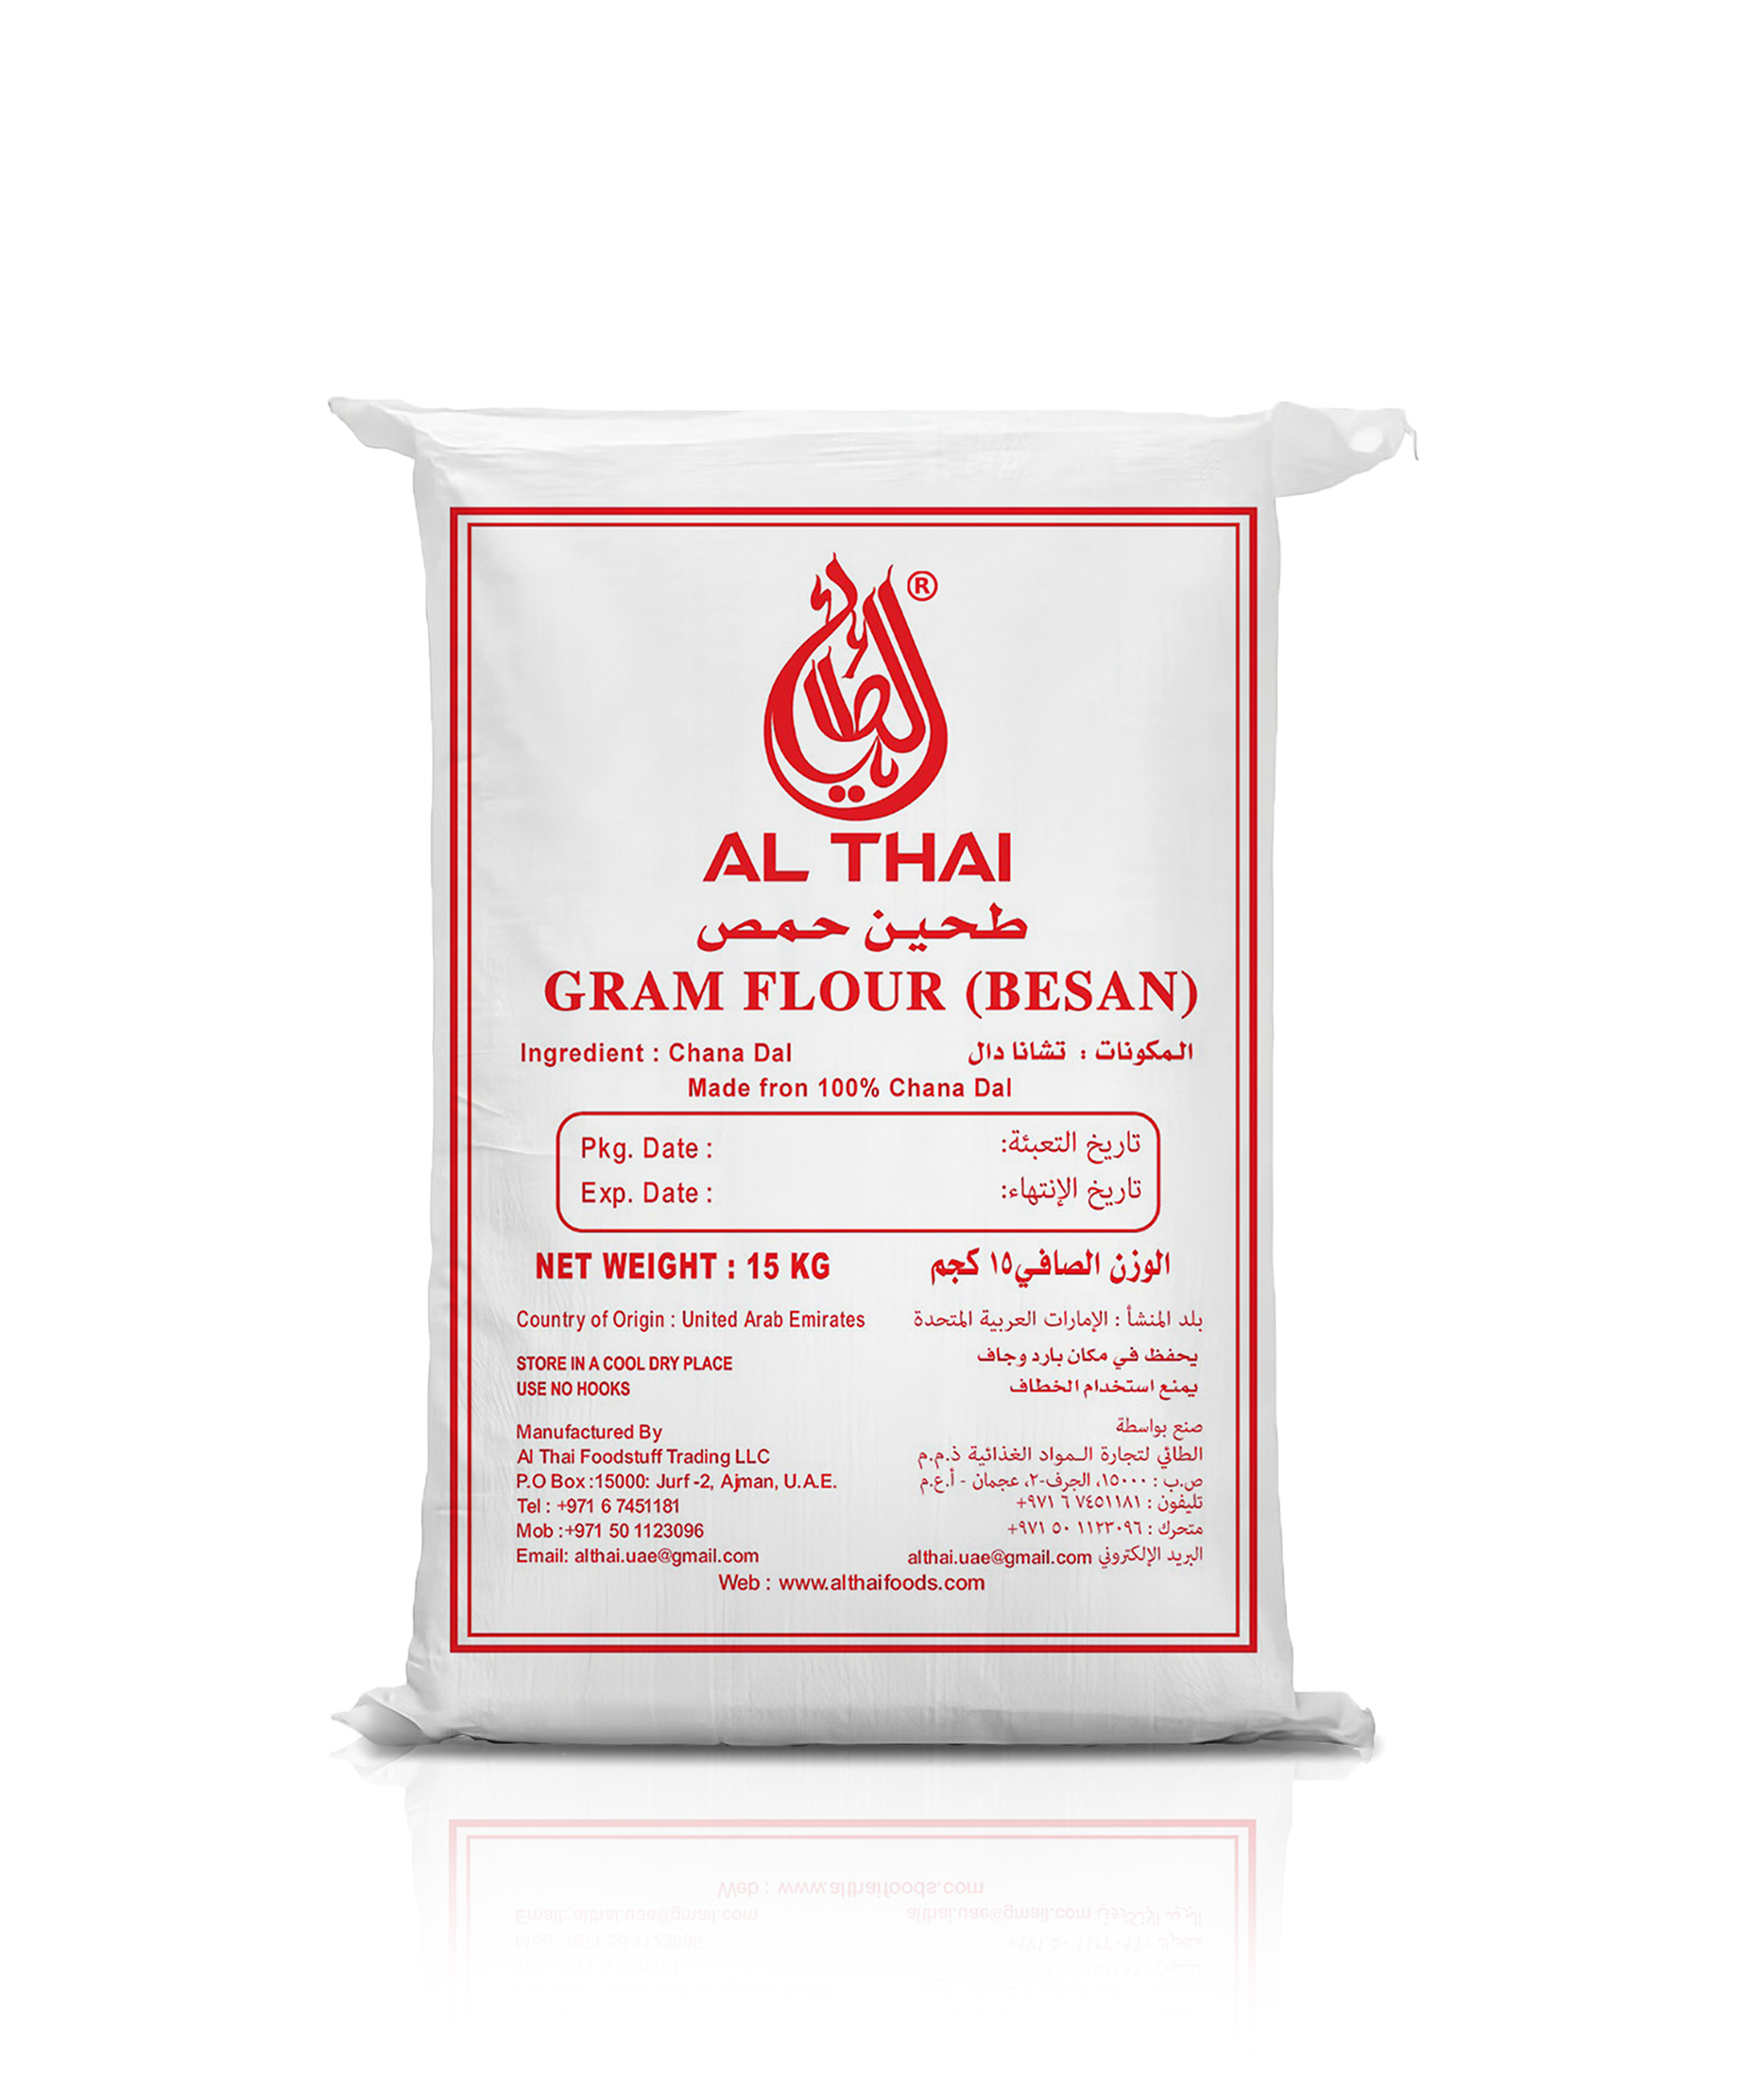 الطائي ®
AL THAI
طحين حمص
GRAM FLOUR (BESAN)
Ingredient : Chana Dal
المكونات : تشانا دال
Made fron 100% Chana Dal
Pkg. Date :
تاريخ التعبئة:
Exp. Date :
تاريخ الإنتهاء:
NET WEIGHT : 15 KG
الوزن الصافي١٥ كجم
Country of Origin : United Arab Emirates
بلد المنشأ : الإمارات العربية المتحدة
STORE IN A COOL DRY PLACE
يحفظ في مكان بارد وجاف
USE NO HOOKS
يمنع استخدام الخطاف
Manufactured By
صنع بواسطة
Al Thai Foodstuff Trading LLC
الطائي لتجارة الـمواد الغذائية ذ.م.م
P.O Box :15000: Jurf -2, Ajman, U.A.E.
ص.ب : ١٥٠٠٠، الجرف-٢، عجمان - أ.ع.م
Tel : +971 6 7451181
تليفون : ٧٤٥١١٨١ ٦ ٩٧١+
Mob :+971 50 1123096
متحرك : ١١٢٣٠٩٦ ٥٠ ٩٧١+
Email: althai.uae@gmail.com
البريد الإلكتروني althai.uae@gmail.com
Web : www.althaifoods.com